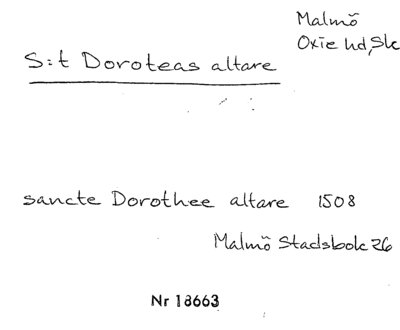 Malmö
Oxie hd, Sk
S:t Doroteas altare
sancte Dorothee altare 1508
Malmö Stadsbok 26
Nr 18663